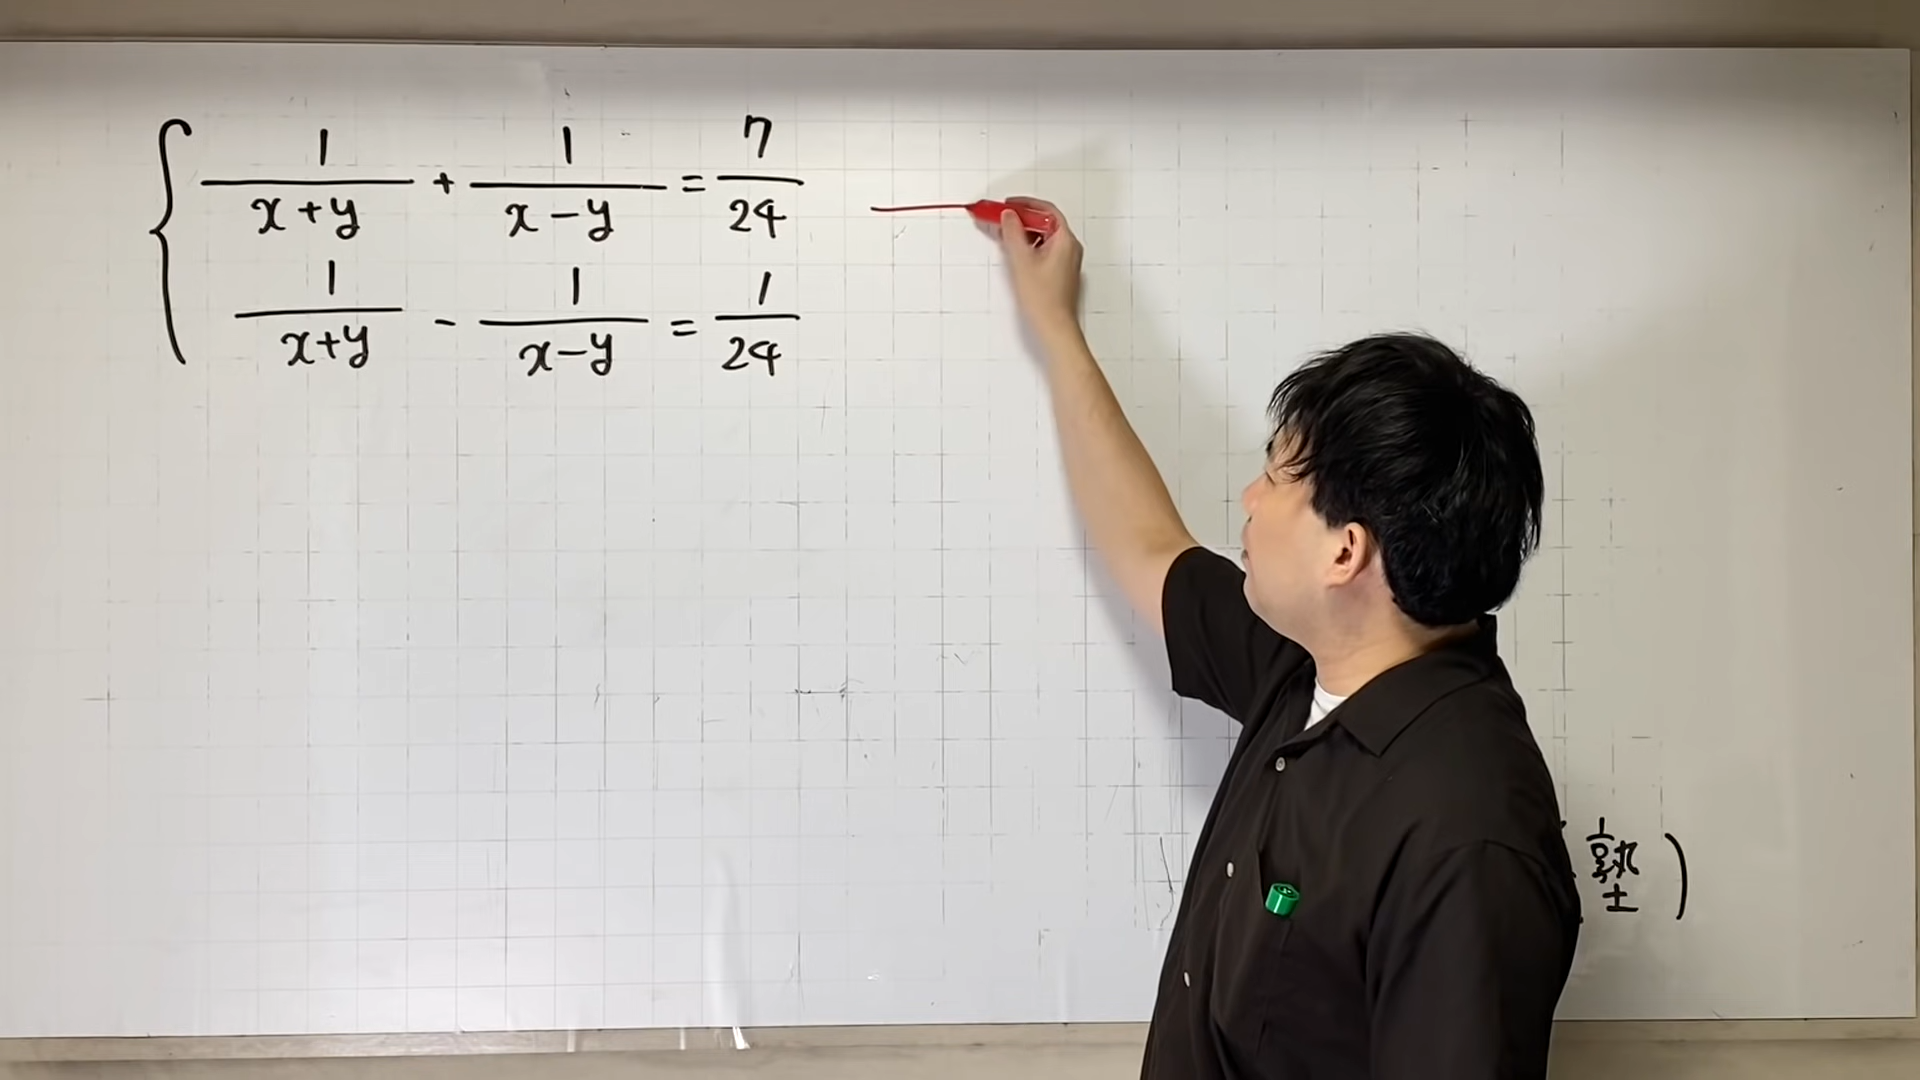 1/(x+y) + 1/(x-y) = 7/24
1/(x+y) - 1/(x-y) = 1/24
塾)